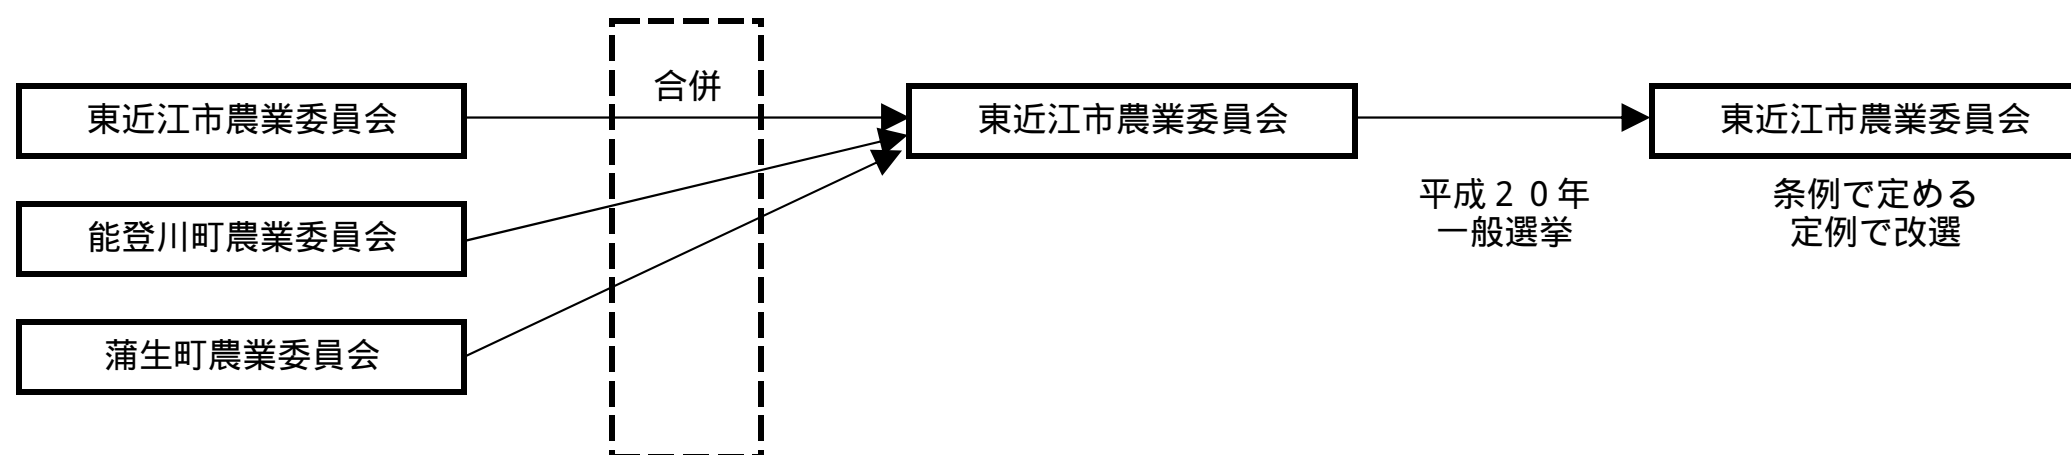 合併
東近江市農業委員会
東近江市農業委員会
東近江市農業委員会
能登川町農業委員会
蒲生町農業委員会
平成２０年
一般選挙
条例で定める
定例で改選